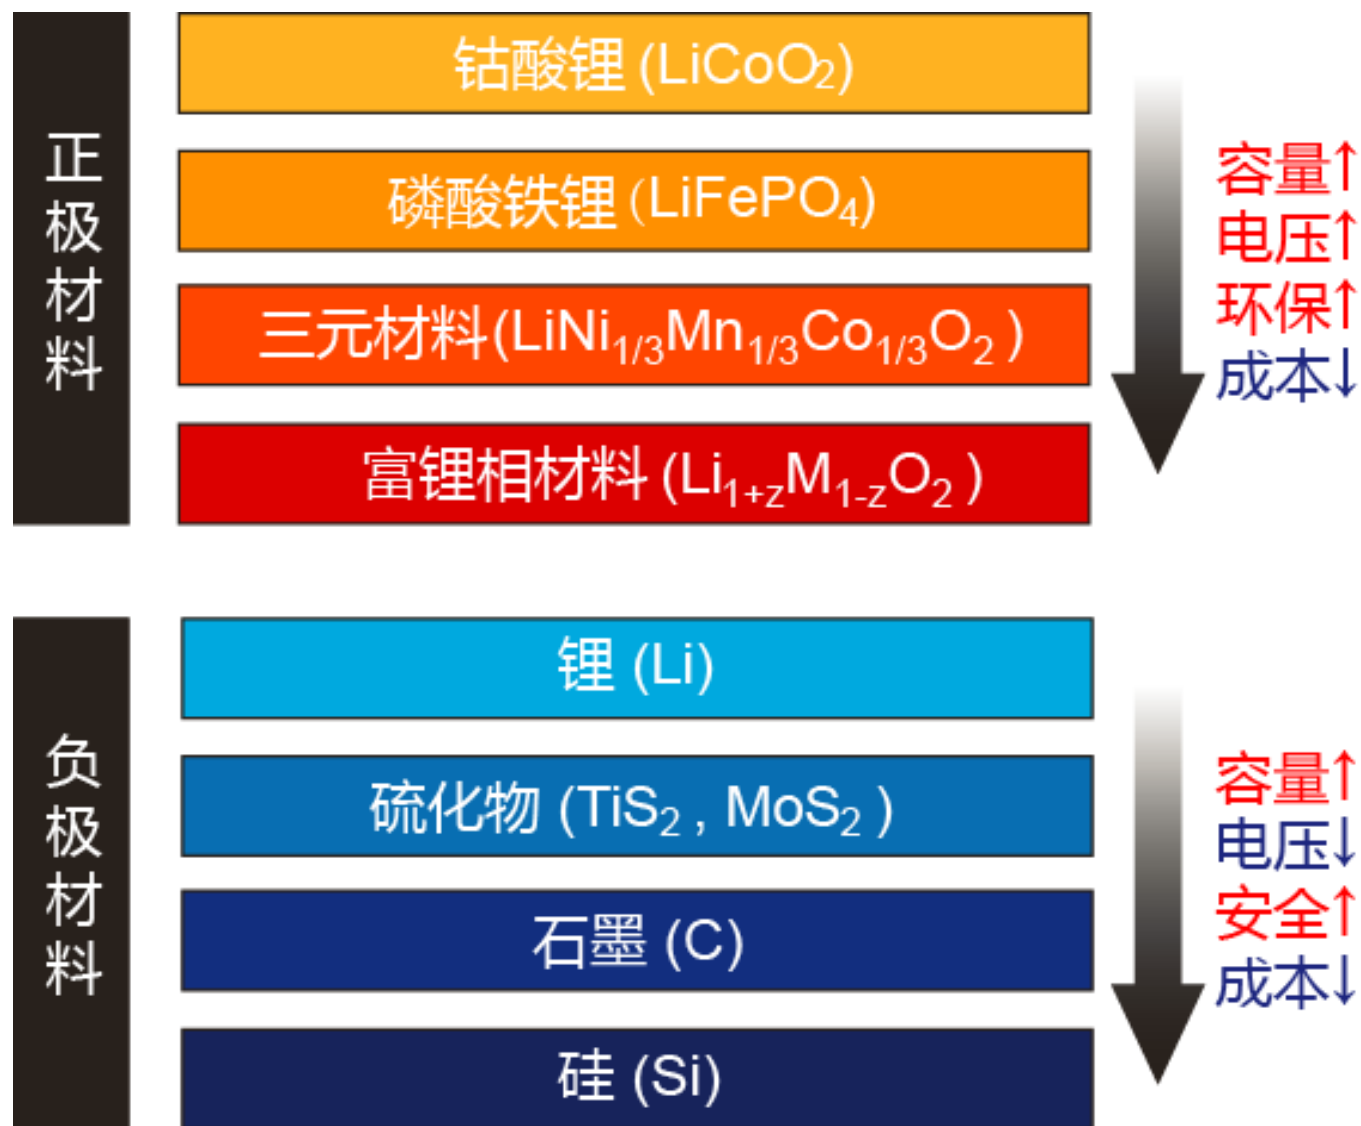 正极材料
钴酸锂 (LiCoO₂)
磷酸铁锂 (LiFePO₄)
三元材料(LiNi₁/₃Mn₁/₃Co₁/₃O₂ )
富锂相材料 (Li₁₊zM₁₋zO₂ )
容量↑
电压↑
环保↑
成本↓
负极材料
锂 (Li)
硫化物 (TiS₂ , MoS₂ )
石墨 (C)
硅 (Si)
容量↑
电压↓
安全↑
成本↓